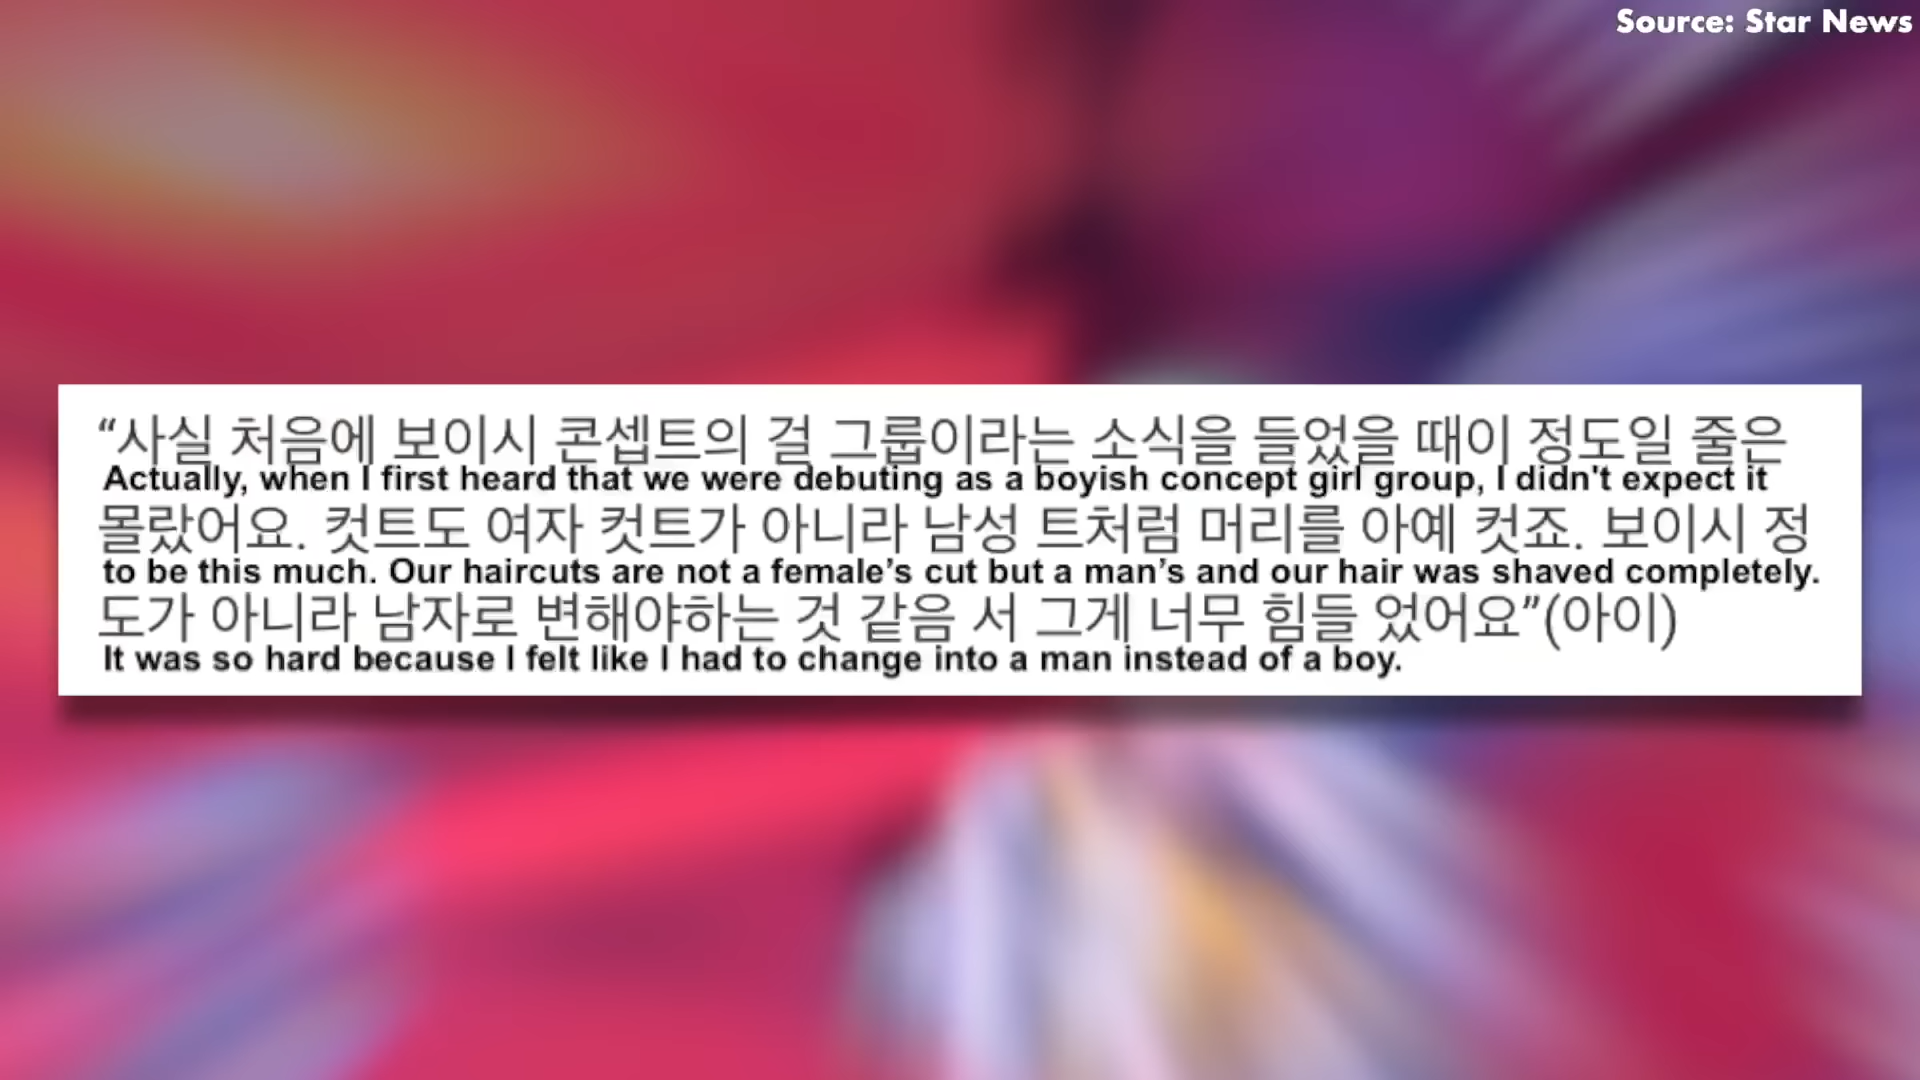 Source: Star News
“사실 처음에 보이시 콘셉트의 걸 그룹이라는 소식을 들었을 때이 정도일 줄은
Actually, when I first heard that we were debuting as a boyish concept girl group, I didn't expect it
몰랐어요. 컷트도 여자 컷트가 아니라 남성 트처럼 머리를 아예 컷죠. 보이시 정
to be this much. Our haircuts are not a female’s cut but a man’s and our hair was shaved completely.
도가 아니라 남자로 변해야하는 것 같음 서 그게 너무 힘들 었어요”(아이)
It was so hard because I felt like I had to change into a man instead of a boy.